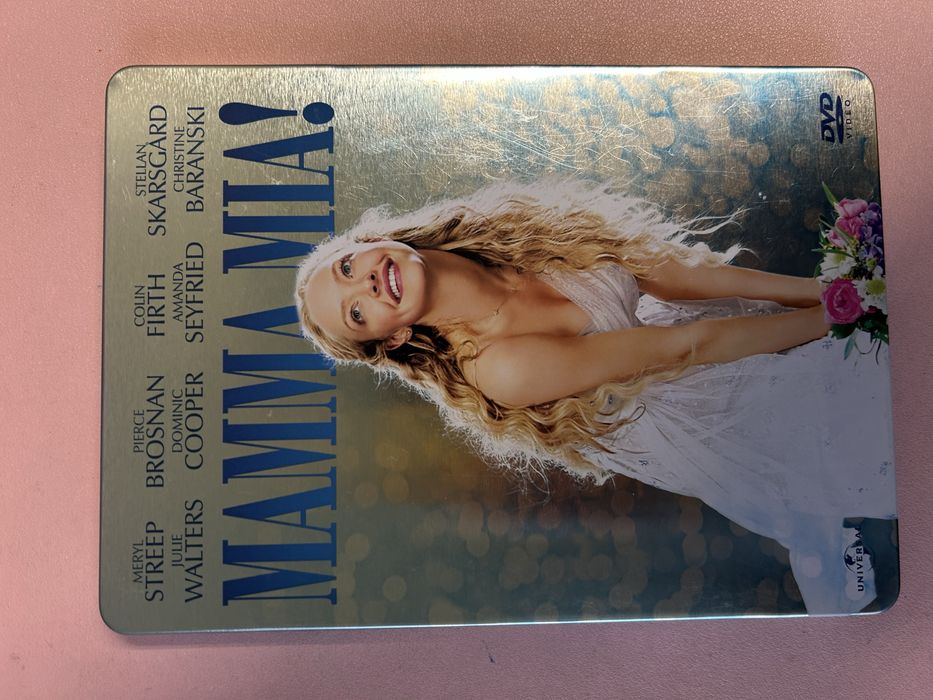 MERYL STREEP PIERCE BROSNAN COLIN FIRTH STELLAN SKARSGARD
JULIE WALTERS DOMINIC COOPER AMANDA SEYFRIED CHRISTINE BARANSKI
MAMMA MIA!
DVD
VIDEO
UNIVERSAL